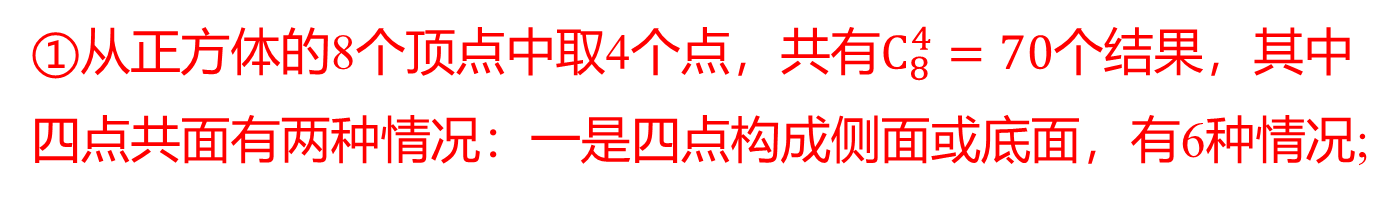 ①从正方体的8个顶点中取4个点，共有C₈⁴ = 70个结果，其中
四点共面有两种情况：一是四点构成侧面或底面，有6种情况;